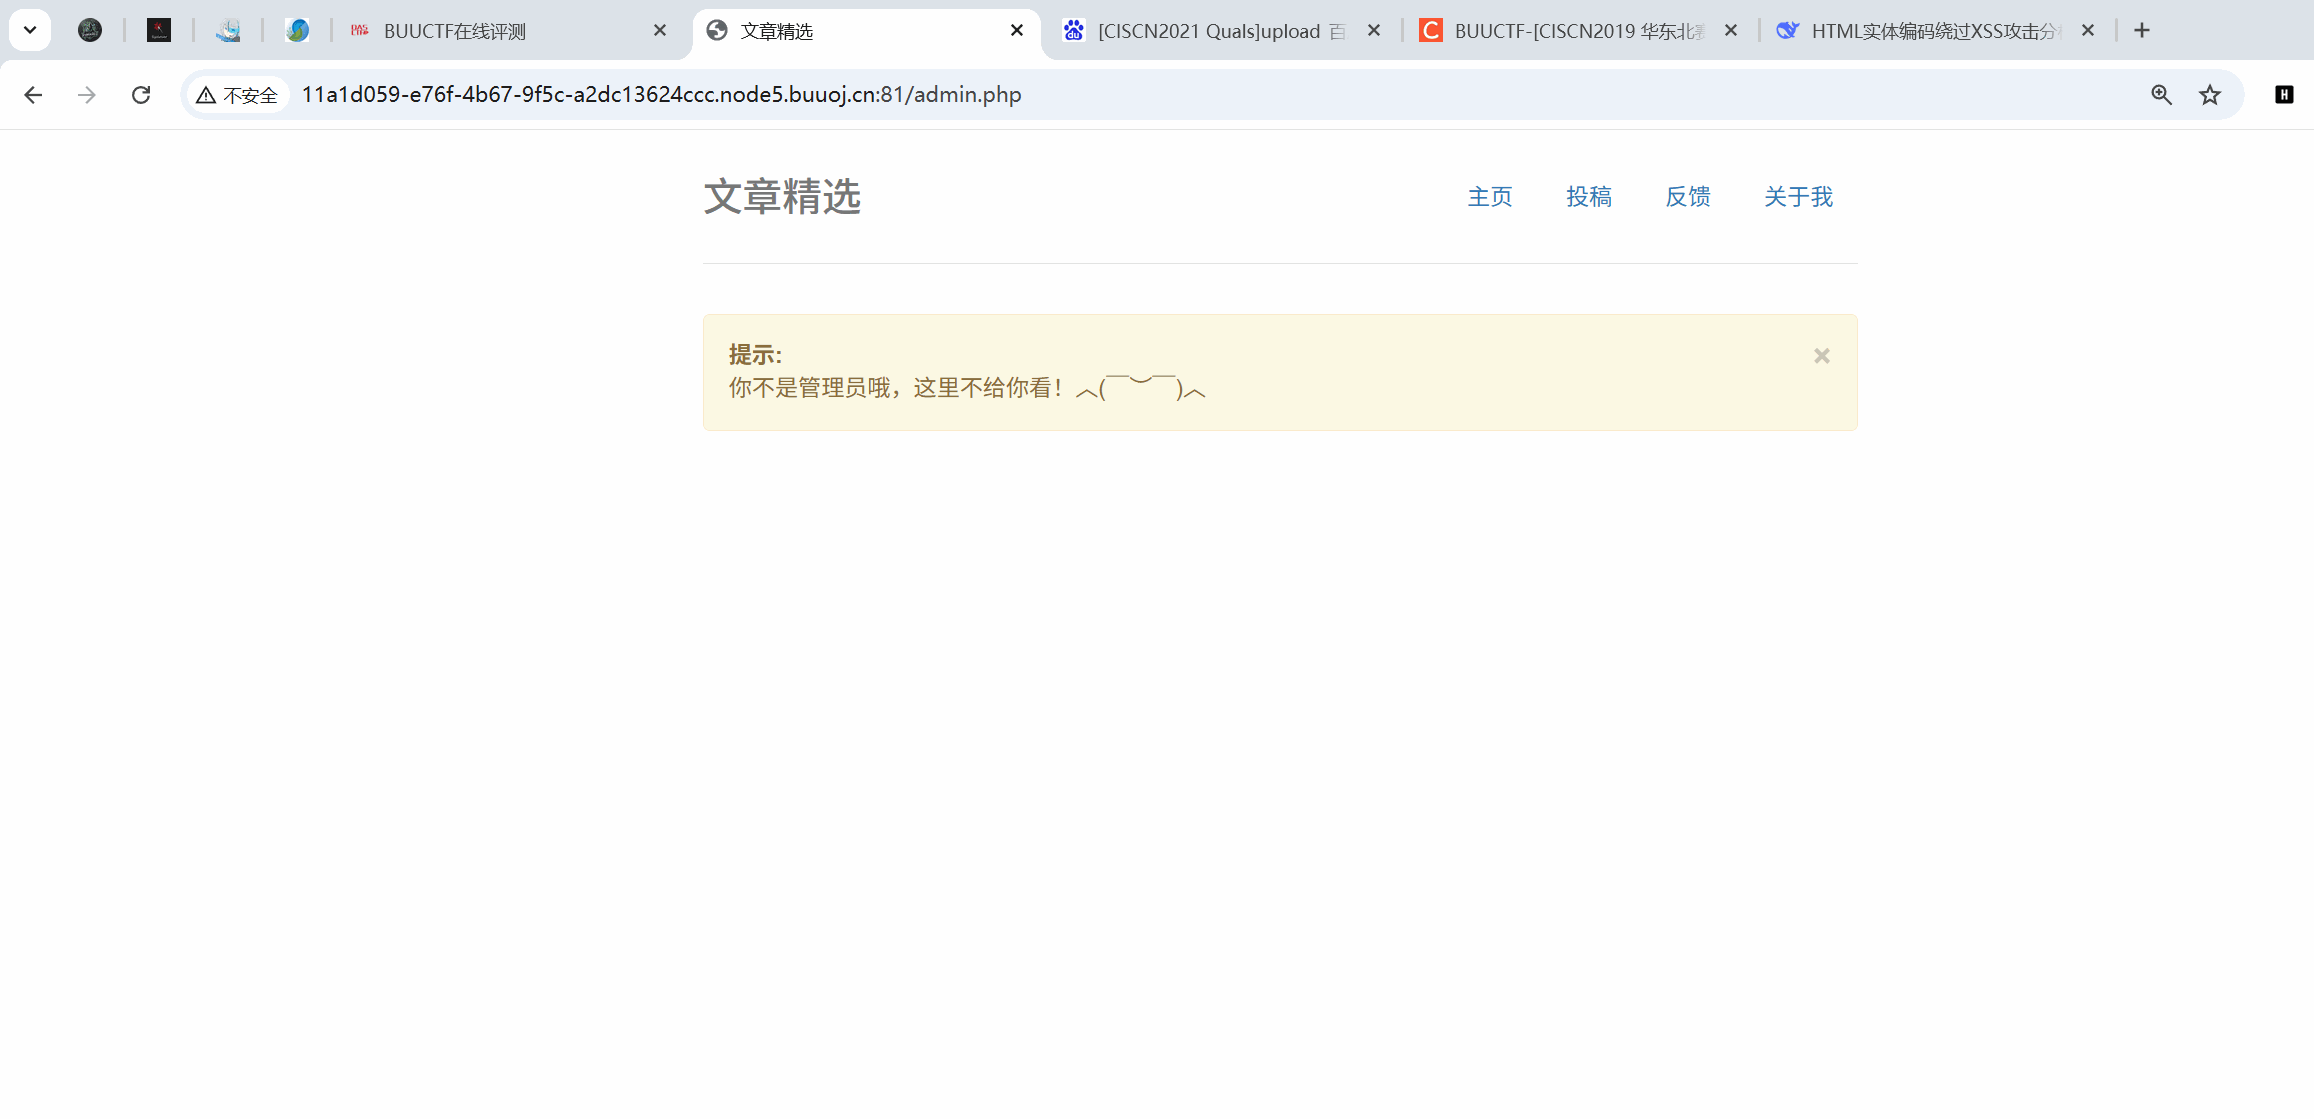 BUUCTF在线评测
文章精选
[CISCN2021 Quals]upload 百
BUUCTF-[CISCN2019 华东北赛
HTML实体编码绕过XSS攻击分
不安全
11a1d059-e76f-4b67-9f5c-a2dc13624ccc.node5.buuoj.cn:81/admin.php
文章精选
主页
投稿
反馈
关于我
提示:
你不是管理员哦，这里不给你看！︿(￣︶￣)︿